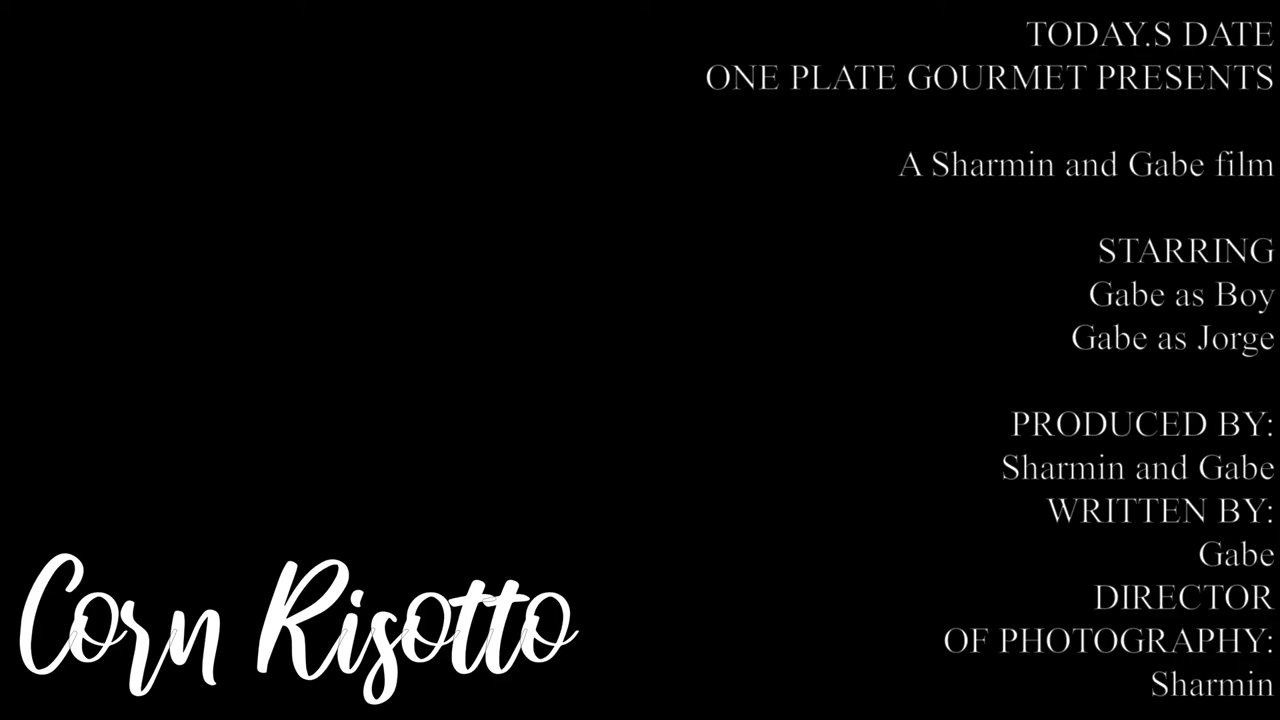 TODAY.S DATE
ONE PLATE GOURMET PRESENTS
A Sharmin and Gabe film
STARRING
Gabe as Boy
Gabe as Jorge
PRODUCED BY:
Sharmin and Gabe
WRITTEN BY:
Gabe
DIRECTOR
OF PHOTOGRAPHY:
Sharmin
Corn Risotto